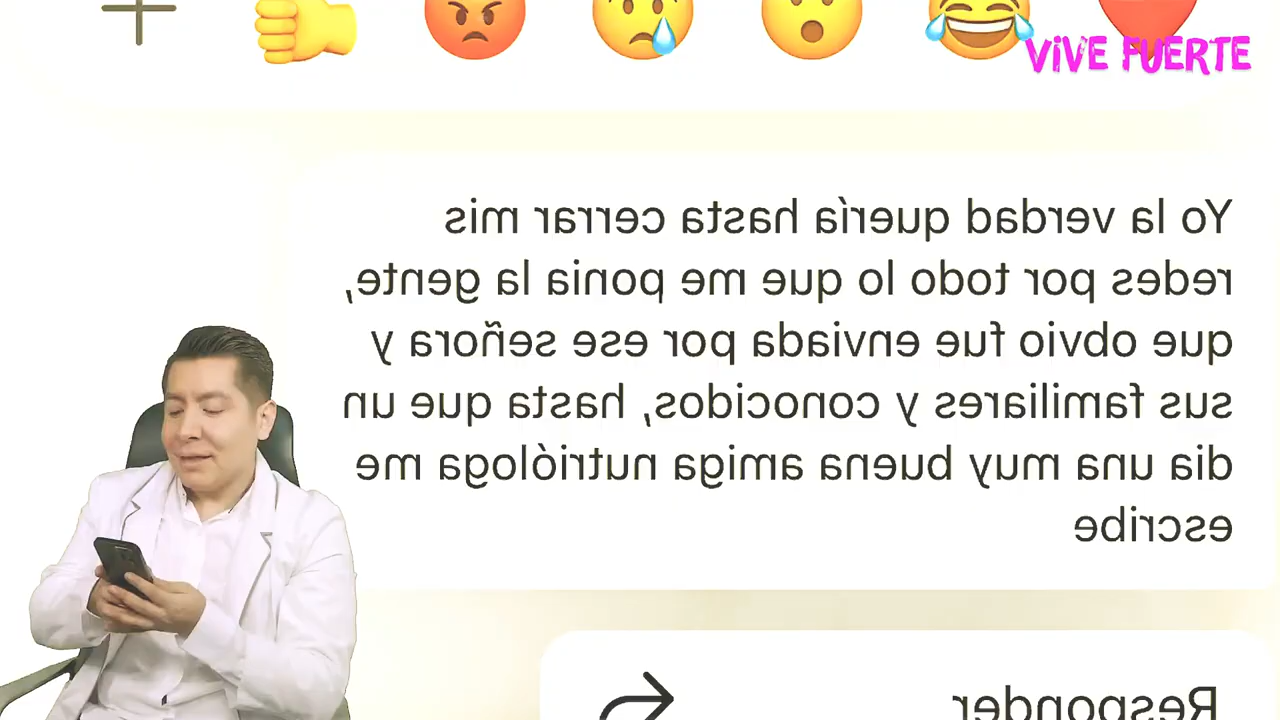 ViVE FUERTE
Yo la verdad quería hasta cerrar mis
redes por todo lo que me ponia la gente,
que obvio fue enviada por ese señora y
sus familiares y conocidos, hasta que un
dia una muy buena amiga nutrióloga me
escribe
Responder